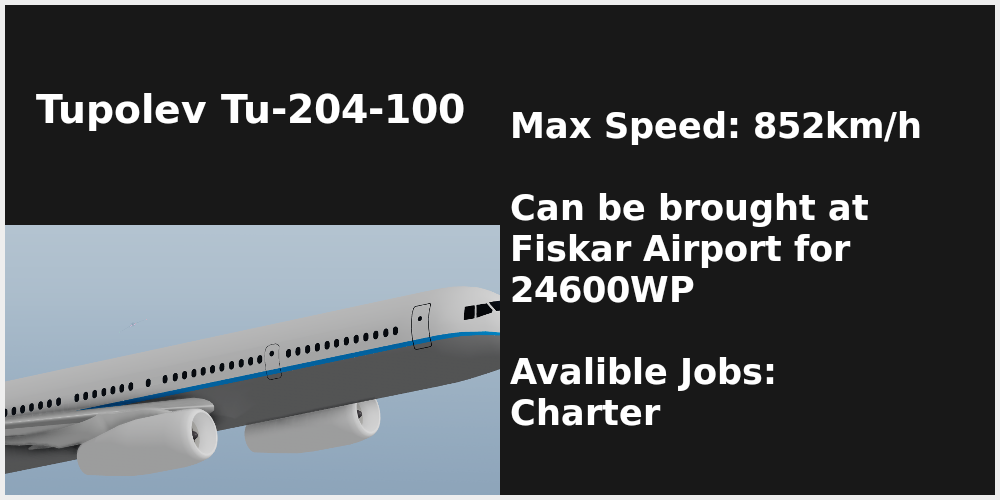 Tupolev Tu-204-100
Max Speed: 852km/h
Can be brought at
Fiskar Airport for
24600WP
Avalible Jobs:
Charter